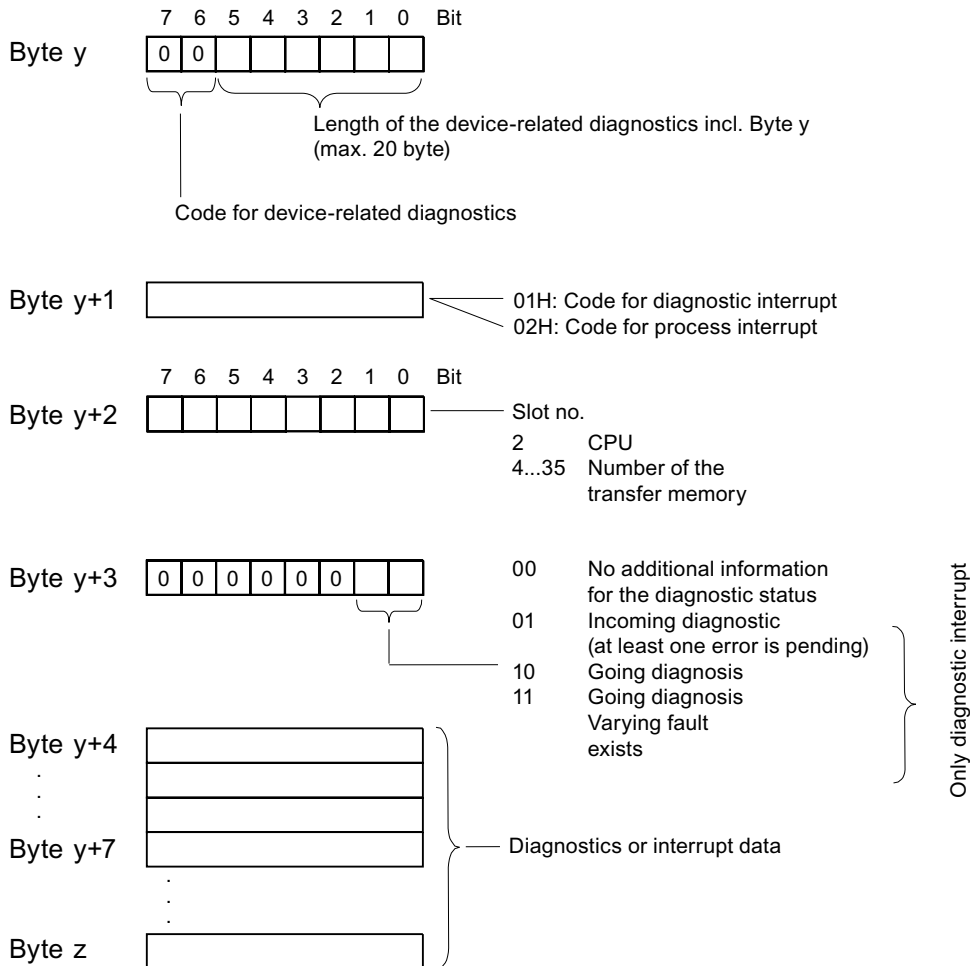 7 6 5 4 3 2 1 0 Bit
Byte y
0 0
Length of the device-related diagnostics incl. Byte y
(max. 20 byte)
Code for device-related diagnostics
Byte y+1
01H: Code for diagnostic interrupt
02H: Code for process interrupt
7 6 5 4 3 2 1 0 Bit
Byte y+2
Slot no.
2 CPU
4...35 Number of the
transfer memory
Byte y+3
0 0 0 0 0 0
00 No additional information
for the diagnostic status
01 Incoming diagnostic
(at least one error is pending)
10 Going diagnosis
11 Going diagnosis
Varying fault
exists
Only diagnostic interrupt
Byte y+4
Byte y+7
Diagnostics or interrupt data
Byte z